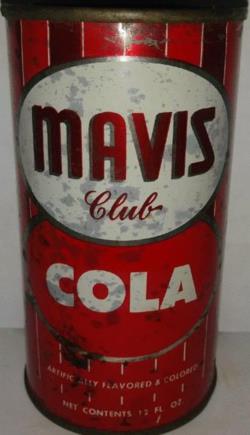 MAVIS
Club
COLA
ARTIFICIALLY FLAVORED & COLORED
NET CONTENTS 12 FL. OZ